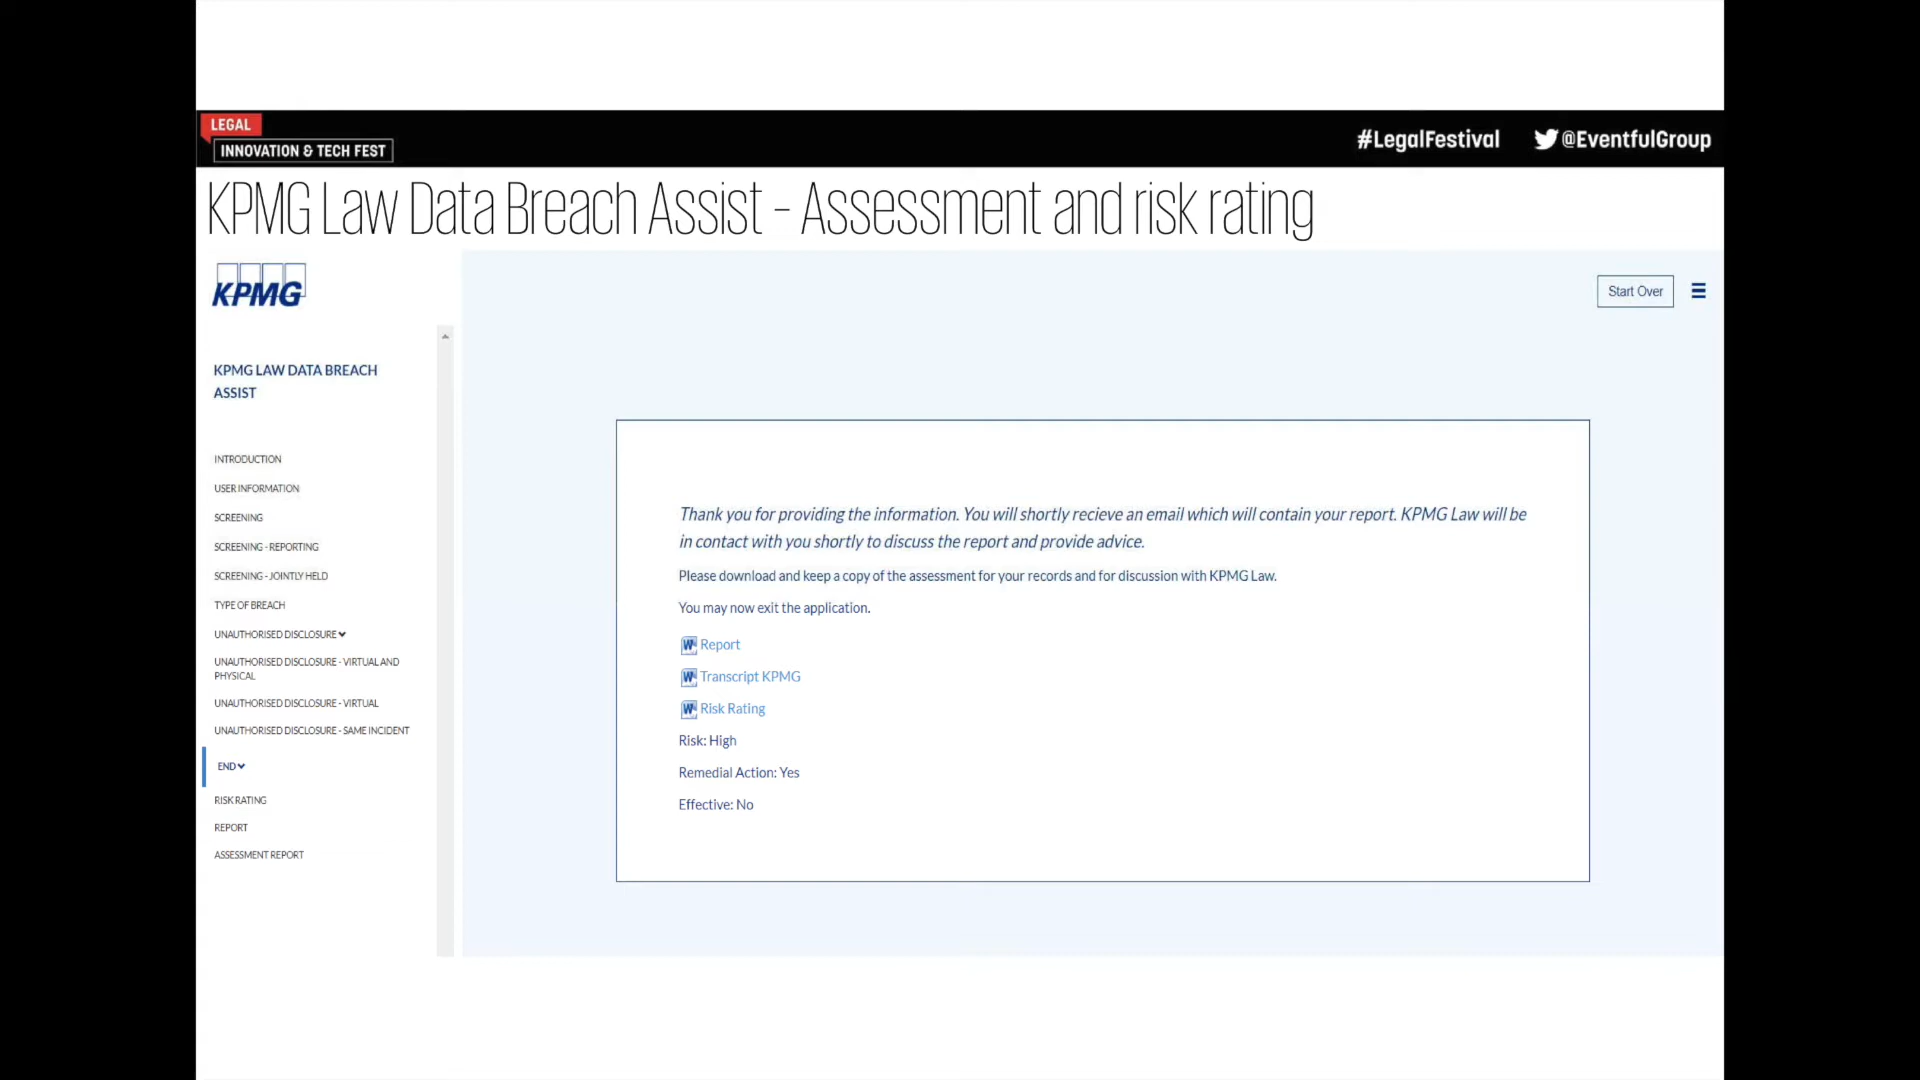 LEGAL
INNOVATION & TECH FEST
#LegalFestival
@EventfulGroup
KPMG Law Data Breach Assist - Assessment and risk rating
KPMG
Start Over
KPMG LAW DATA BREACH
ASSIST
INTRODUCTION
USER INFORMATION
SCREENING
SCREENING - REPORTING
SCREENING - JOINTLY HELD
TYPE OF BREACH
UNAUTHORISED DISCLOSURE
UNAUTHORISED DISCLOSURE - VIRTUAL AND
PHYSICAL
UNAUTHORISED DISCLOSURE - VIRTUAL
UNAUTHORISED DISCLOSURE - SAME INCIDENT
END
RISK RATING
REPORT
ASSESSMENT REPORT
Thank you for providing the information. You will shortly recieve an email which will contain your report. KPMG Law will be
in contact with you shortly to discuss the report and provide advice.
Please download and keep a copy of the assessment for your records and for discussion with KPMG Law.
You may now exit the application.
Report
Transcript KPMG
Risk Rating
Risk: High
Remedial Action: Yes
Effective: No